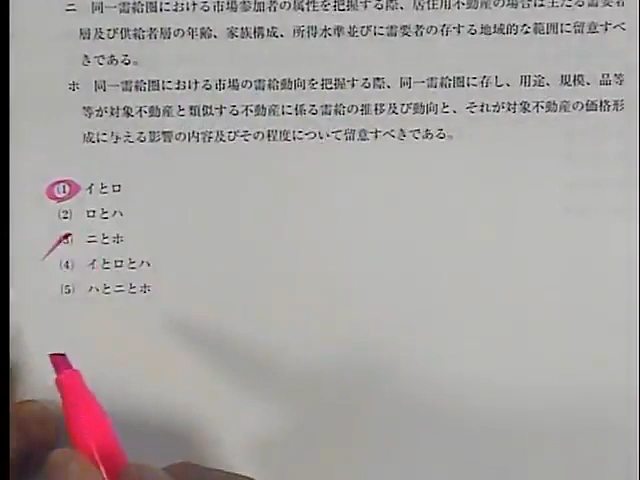 ニ 同一需給圏における市場参加者の属性を把握する際、居住用不動産の場合は主たる需要者
層及び供給者層の年齢、家族構成、所得水準並びに需要者の存する地域的な範囲に留意すべ
きである。
ホ 同一需給圏における市場の需給動向を把握する際、同一需給圏に存し、用途、規模、品等
等が対象不動産と類似する不動産に係る需給の推移及び動向と、それが対象不動産の価格形
成に与える影響の内容及びその程度について留意すべきである。
(1) イとロ
(2) ロとハ
(3) ニとホ
(4) イとロとハ
(5) ハとニとホ